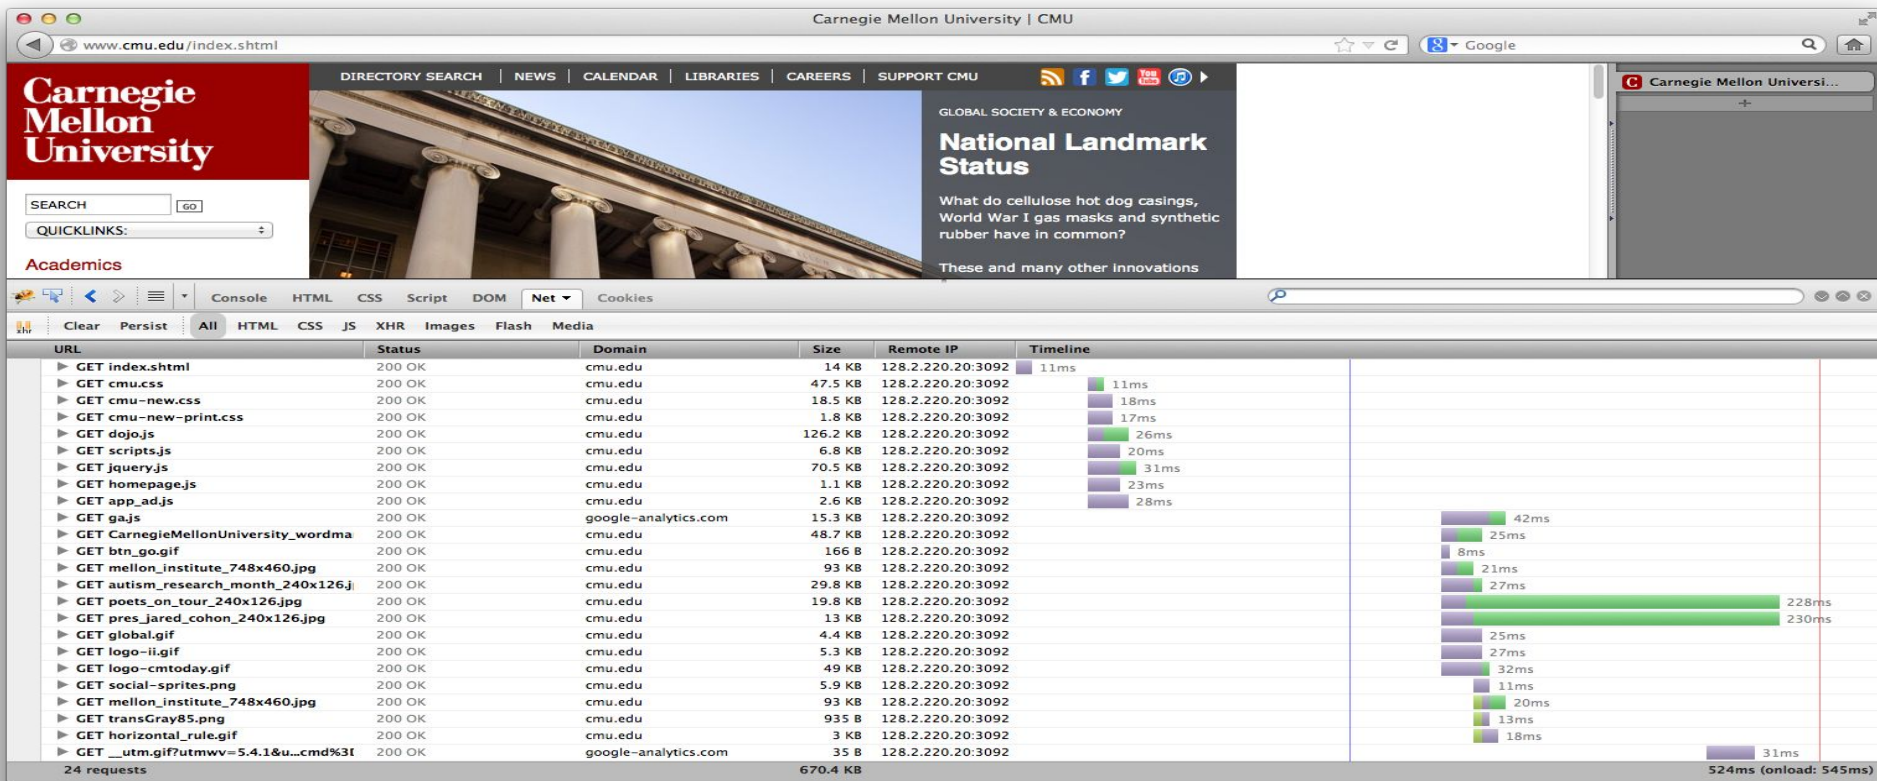 Carnegie Mellon University | CMU
www.cmu.edu/index.shtml
Google
Carnegie Mellon Universi...
DIRECTORY SEARCH | NEWS | CALENDAR | LIBRARIES | CAREERS | SUPPORT CMU
Carnegie
Mellon
University
GLOBAL SOCIETY & ECONOMY
National Landmark
Status
What do cellulose hot dog casings,
World War I gas masks and synthetic
rubber have in common?
These and many other innovations
SEARCH GO
QUICKLINKS:
Academics
Console HTML CSS Script DOM Net Cookies
Clear Persist All HTML CSS JS XHR Images Flash Media
URL Status Domain Size Remote IP Timeline
GET index.shtml 200 OK cmu.edu 14 KB 128.2.220.20:3092 11ms
GET cmu.css 200 OK cmu.edu 47.5 KB 128.2.220.20:3092 11ms
GET cmu-new.css 200 OK cmu.edu 18.5 KB 128.2.220.20:3092 18ms
GET cmu-new-print.css 200 OK cmu.edu 1.8 KB 128.2.220.20:3092 17ms
GET dojo.js 200 OK cmu.edu 126.2 KB 128.2.220.20:3092 26ms
GET scripts.js 200 OK cmu.edu 6.8 KB 128.2.220.20:3092 20ms
GET jquery.js 200 OK cmu.edu 70.5 KB 128.2.220.20:3092 31ms
GET homepage.js 200 OK cmu.edu 1.1 KB 128.2.220.20:3092 23ms
GET app_ad.js 200 OK cmu.edu 2.6 KB 128.2.220.20:3092 28ms
GET ga.js 200 OK google-analytics.com 15.3 KB 128.2.220.20:3092 42ms
GET CarnegieMellonUniversity_wordma 200 OK cmu.edu 48.7 KB 128.2.220.20:3092 25ms
GET btn_go.gif 200 OK cmu.edu 166 B 128.2.220.20:3092 8ms
GET mellon_institute_748x460.jpg 200 OK cmu.edu 93 KB 128.2.220.20:3092 21ms
GET autism_research_month_240x126.j 200 OK cmu.edu 29.8 KB 128.2.220.20:3092 27ms
GET poets_on_tour_240x126.jpg 200 OK cmu.edu 19.8 KB 128.2.220.20:3092 228ms
GET pres_jared_cohon_240x126.jpg 200 OK cmu.edu 13 KB 128.2.220.20:3092 230ms
GET global.gif 200 OK cmu.edu 4.4 KB 128.2.220.20:3092 25ms
GET logo-ii.gif 200 OK cmu.edu 5.3 KB 128.2.220.20:3092 27ms
GET logo-cmtoday.gif 200 OK cmu.edu 49 KB 128.2.220.20:3092 32ms
GET social-sprites.png 200 OK cmu.edu 5.9 KB 128.2.220.20:3092 11ms
GET mellon_institute_748x460.jpg 200 OK cmu.edu 93 KB 128.2.220.20:3092 20ms
GET transGray85.png 200 OK cmu.edu 935 B 128.2.220.20:3092 13ms
GET horizontal_rule.gif 200 OK cmu.edu 3 KB 128.2.220.20:3092 18ms
GET __utm.gif?utmwv=5.4.1&u...cmd%3D 200 OK google-analytics.com 35 B 128.2.220.20:3092 31ms
24 requests 670.4 KB 524ms (onload: 545ms)